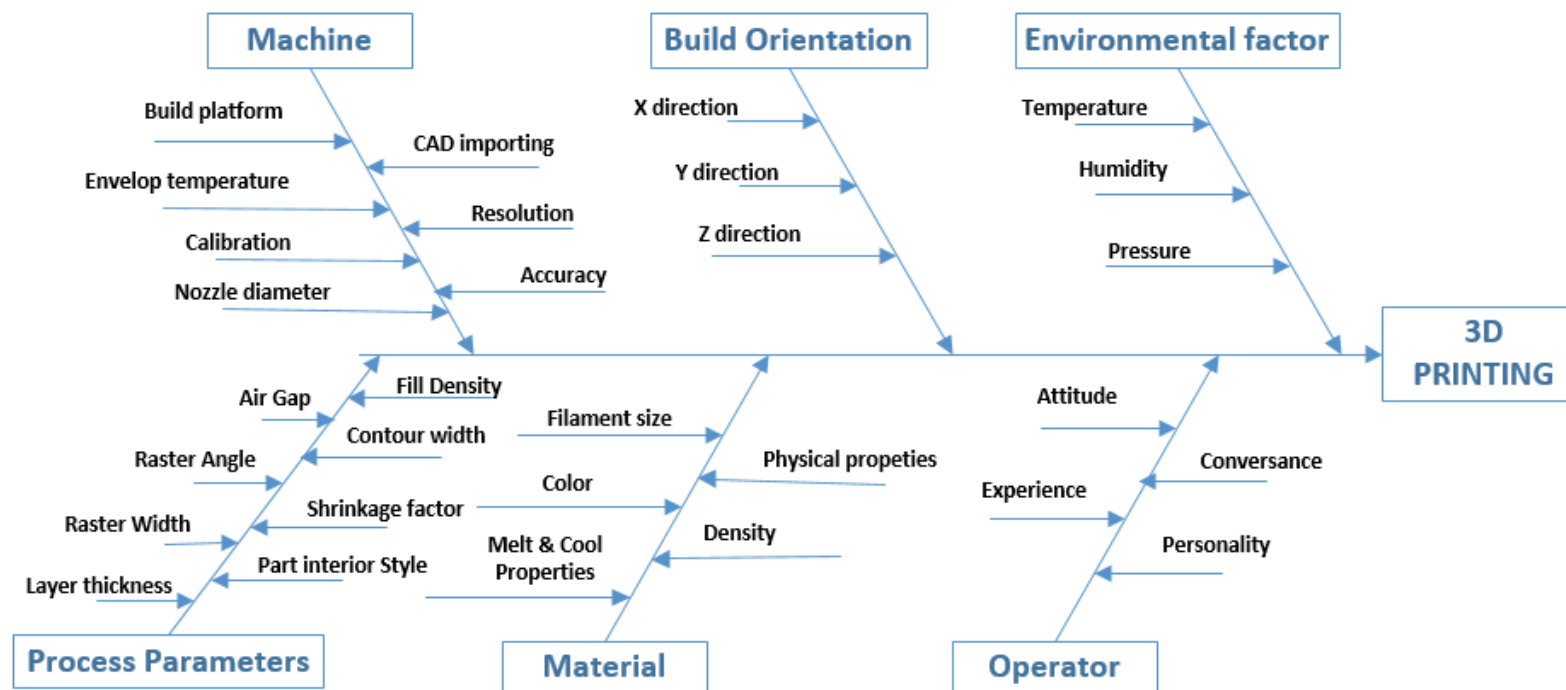 Machine
Build Orientation
Environmental factor
Build platform
CAD importing
Envelop temperature
Resolution
Calibration
Accuracy
Nozzle diameter
X direction
Y direction
Z direction
Temperature
Humidity
Pressure
3D
PRINTING
Fill Density
Air Gap
Contour width
Raster Angle
Shrinkage factor
Raster Width
Part interior Style
Layer thickness
Filament size
Physical propeties
Color
Density
Melt & Cool
Properties
Attitude
Conversance
Experience
Personality
Process Parameters
Material
Operator